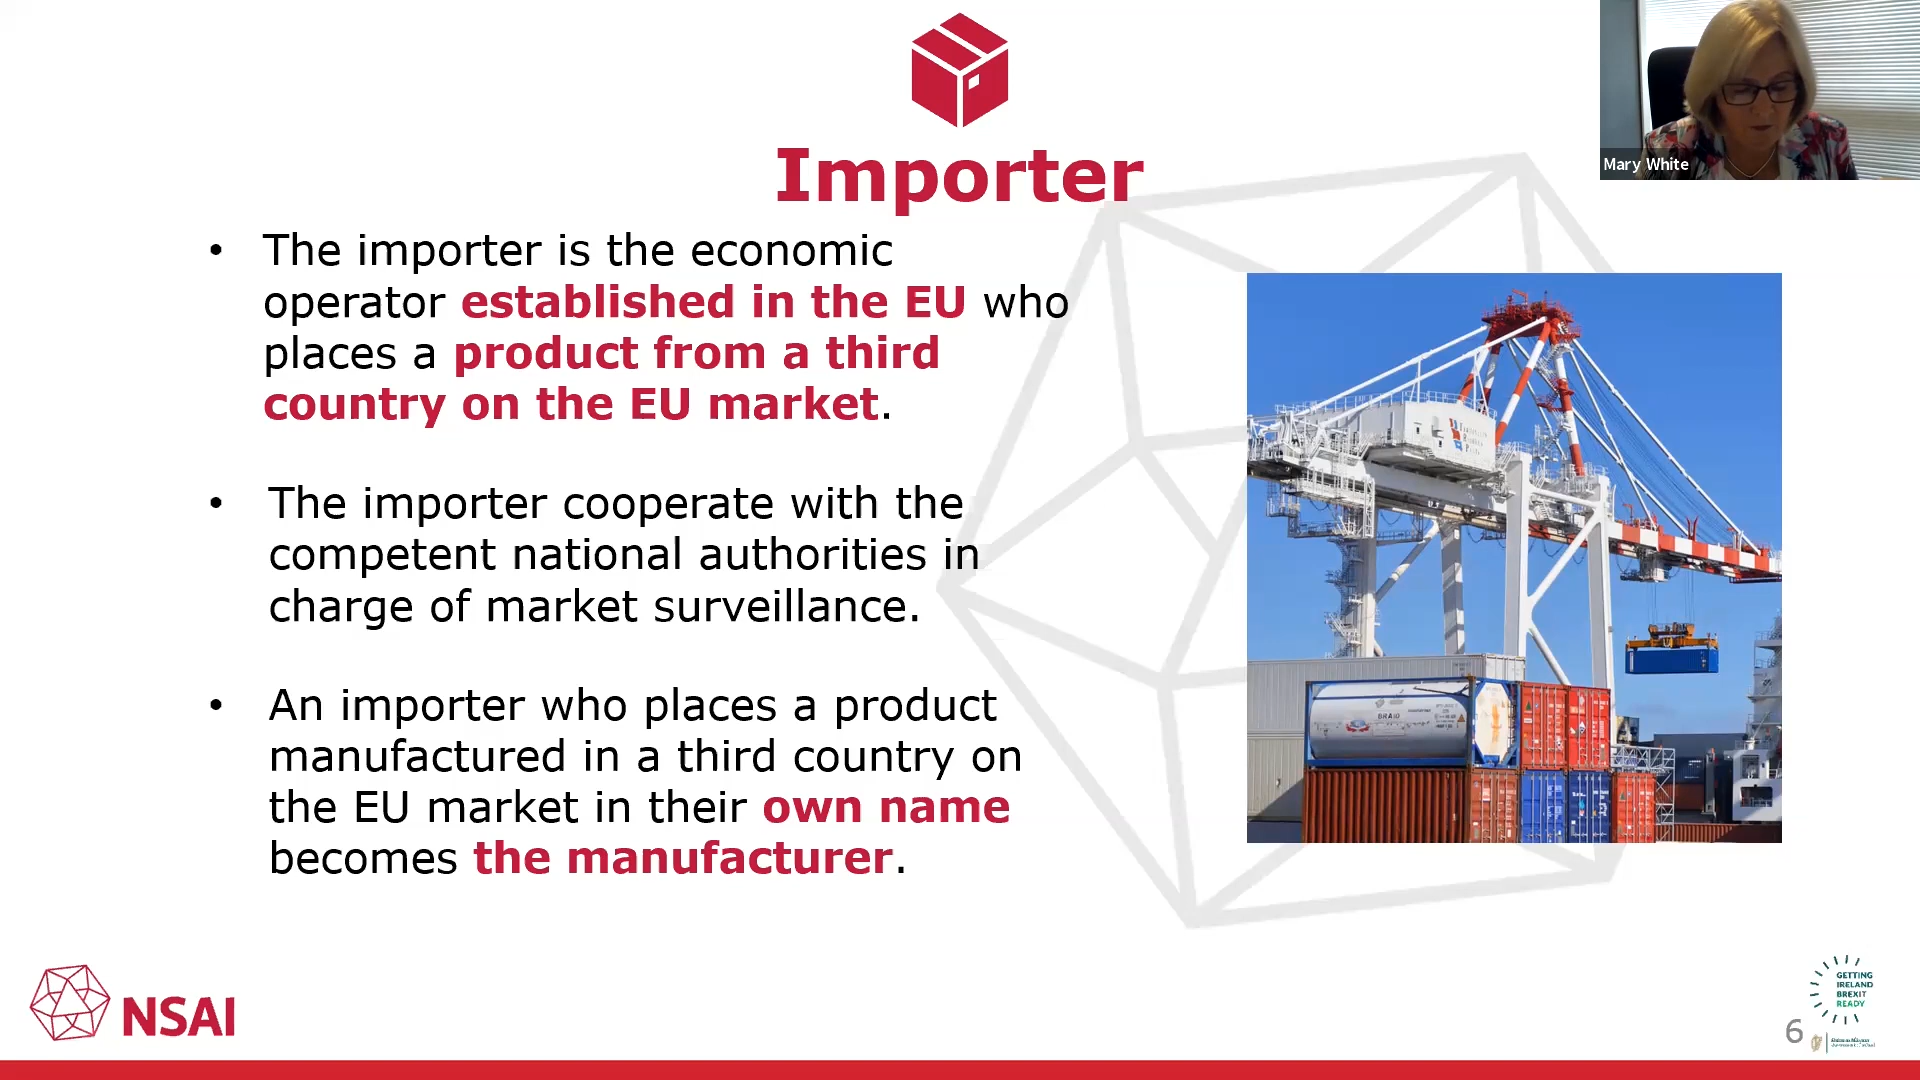 Mary White
Importer
• The importer is the economic
operator established in the EU who
places a product from a third
country on the EU market.
• The importer cooperate with the
competent national authorities in
charge of market surveillance.
• An importer who places a product
manufactured in a third country on
the EU market in their own name
becomes the manufacturer.
BRAID
NSAI
GETTING
IRELAND
BREXIT
READY
6